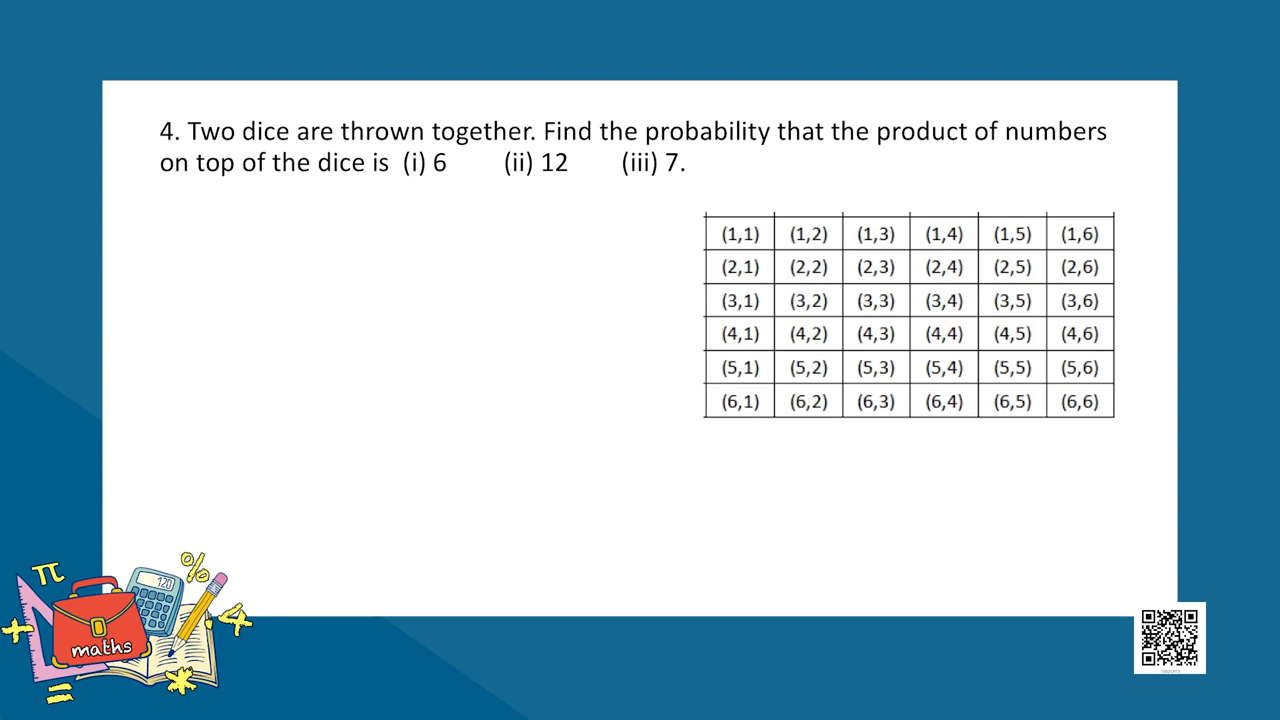 4. Two dice are thrown together. Find the probability that the product of numbers
on top of the dice is (i) 6 (ii) 12 (iii) 7.
(1,1) (1,2) (1,3) (1,4) (1,5) (1,6)
(2,1) (2,2) (2,3) (2,4) (2,5) (2,6)
(3,1) (3,2) (3,3) (3,4) (3,5) (3,6)
(4,1) (4,2) (4,3) (4,4) (4,5) (4,6)
(5,1) (5,2) (5,3) (5,4) (5,5) (5,6)
(6,1) (6,2) (6,3) (6,4) (6,5) (6,6)
π
%
120
+
4
maths
*
=